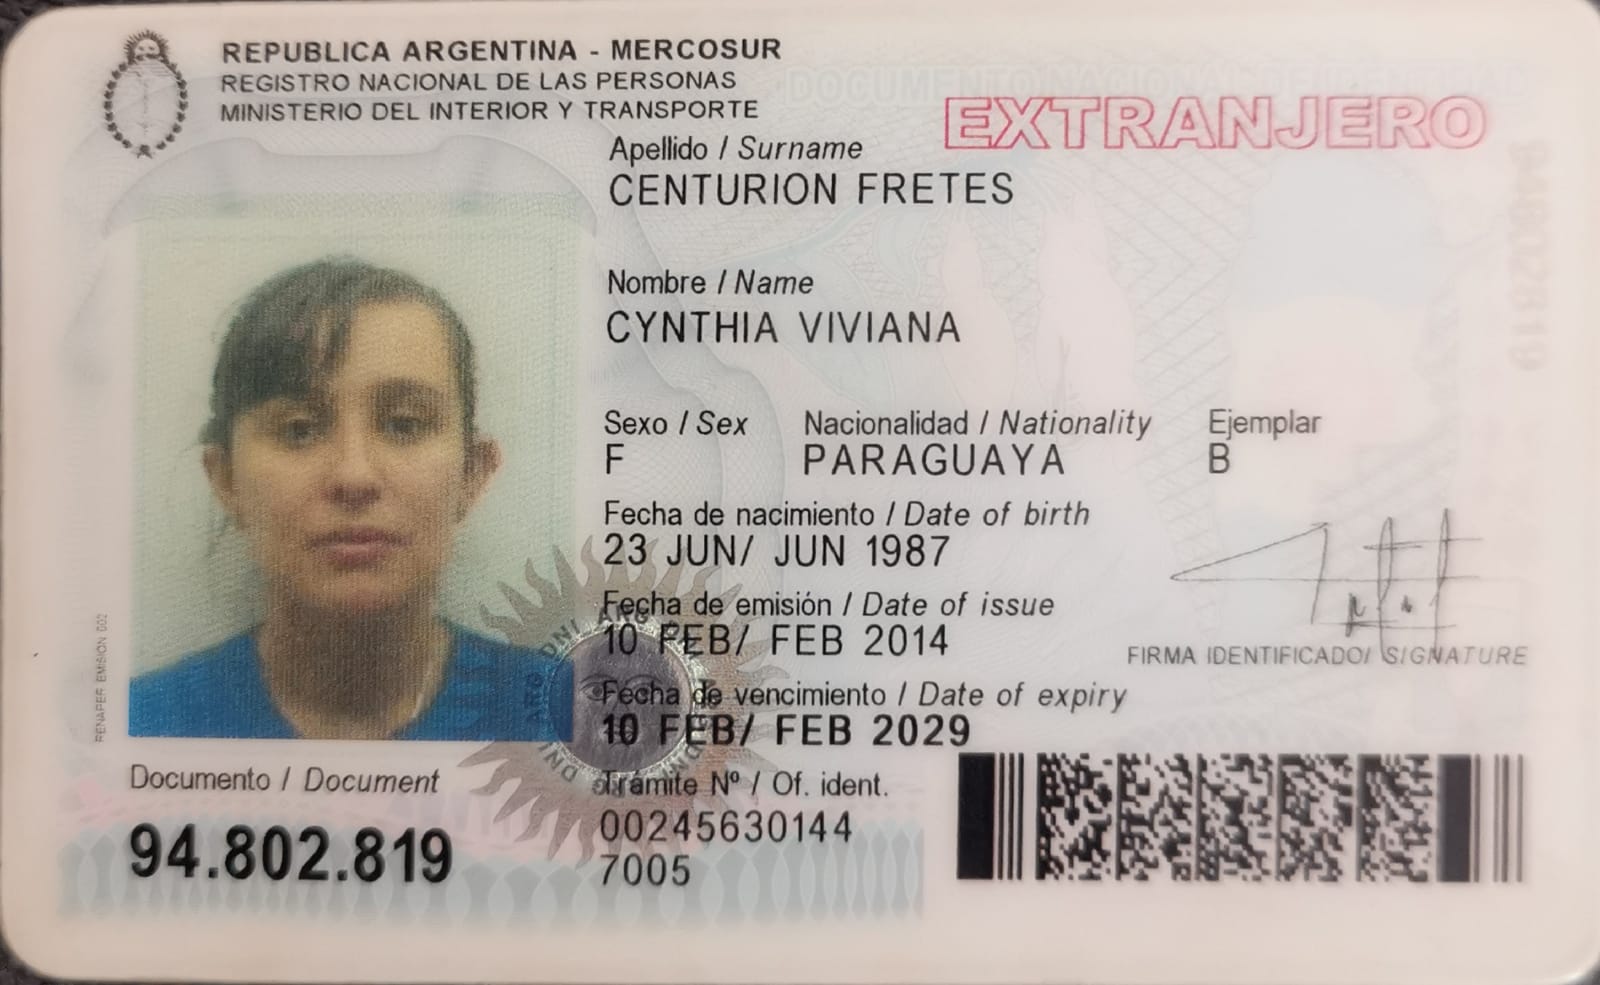 REPUBLICA ARGENTINA - MERCOSUR
REGISTRO NACIONAL DE LAS PERSONAS
MINISTERIO DEL INTERIOR Y TRANSPORTE
DOCUMENTO NACIONAL DE IDENTIDAD
EXTRANJERO
Apellido / Surname
CENTURION FRETES
Nombre / Name
CYNTHIA VIVIANA
Sexo / Sex Nacionalidad / Nationality Ejemplar
F PARAGUAYA B
Fecha de nacimiento / Date of birth
23 JUN/ JUN 1987
Fecha de emisión / Date of issue
10 FEB/ FEB 2014
FIRMA IDENTIFICADO/ SIGNATURE
Fecha de vencimiento / Date of expiry
10 FEB/ FEB 2029
Documento / Document
94.802.819
Trámite Nº / Of. ident.
00245630144
7005
RENAPER EMISION 002
94802819